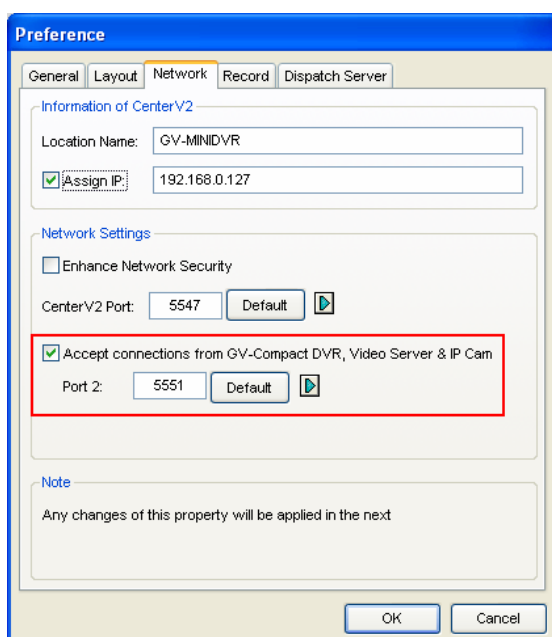 Preference
General Layout Network Record Dispatch Server
Information of CenterV2
Location Name: GV-MINIDVR
Assign IP: 192.168.0.127
Network Settings
Enhance Network Security
CenterV2 Port: 5547 Default
Accept connections from GV-Compact DVR, Video Server & IP Cam
Port 2: 5551 Default
Note
Any changes of this property will be applied in the next
OK Cancel